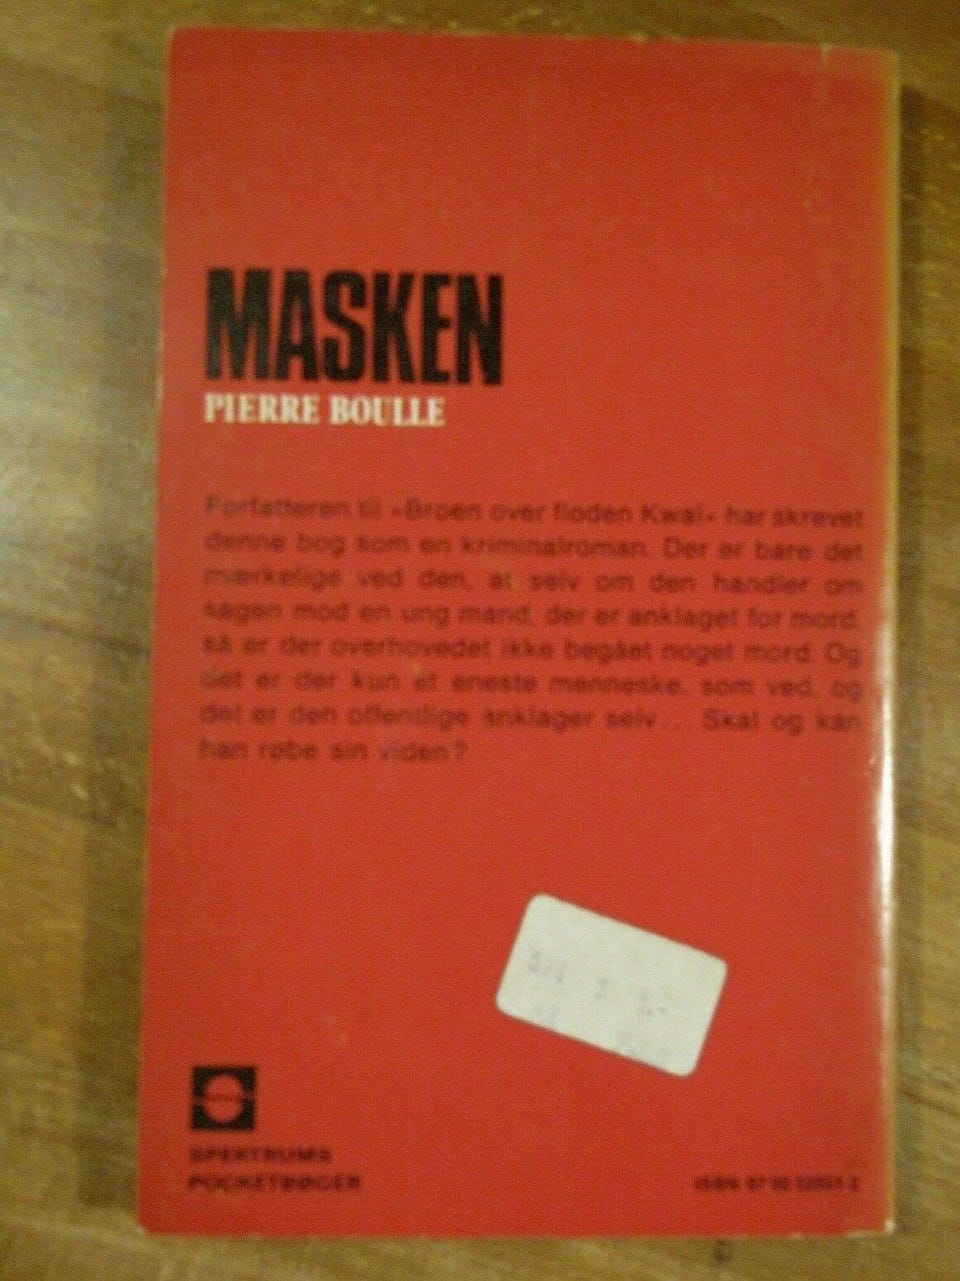 MASKEN
PIERRE BOULLE
Forfatteren til »Broen over floden Kwai« har skrevet
denne bog som en kriminalroman. Der er bare det
mærkelige ved den, at selv om den handler om
sagen mod en ung mand, der er anklaget for mord,
så er der overhovedet ikke begået noget mord. Og
det er der kun et eneste menneske, som ved, og
det er den offentlige anklager selv... Skal og kan
han røbe sin viden?
SPEKTRUMS
POCKETBØGER
ISBN 87